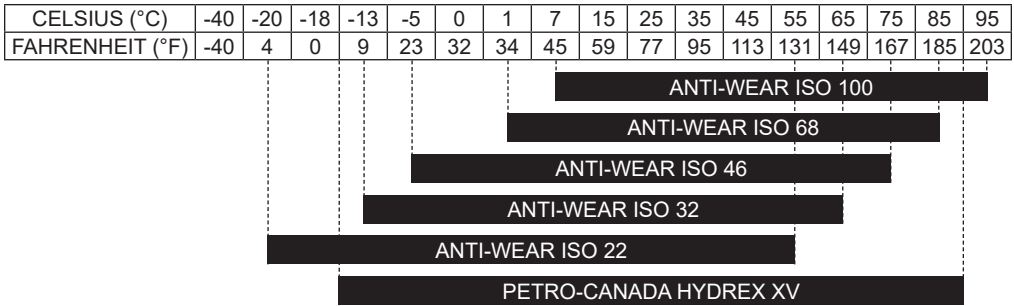 CELSIUS (°C) -40 -20 -18 -13 -5 0 1 7 15 25 35 45 55 65 75 85 95
FAHRENHEIT (°F) -40 4 0 9 23 32 34 45 59 77 95 113 131 149 167 185 203
ANTI-WEAR ISO 100
ANTI-WEAR ISO 68
ANTI-WEAR ISO 46
ANTI-WEAR ISO 32
ANTI-WEAR ISO 22
PETRO-CANADA HYDREX XV